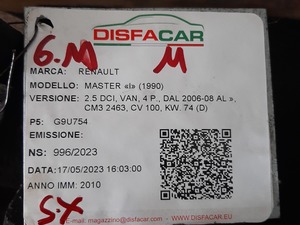 DISFACAR
G.M M
MARCA: RENAULT
MODELLO: MASTER «I» (1990)
VERSIONE: 2.5 DCI, VAN, 4 P., DAL 2006-08 AL »,
CM3 2463, CV 100, KW. 74 (D)
P5: G9U754
EMISSIONE:
NS: 996/2023
DATA: 17/05/2023 16:03:00
ANNO IMM: 2010
SX
E-mail: magazzino@disfacar.eu WWW.DISFACAR.EU